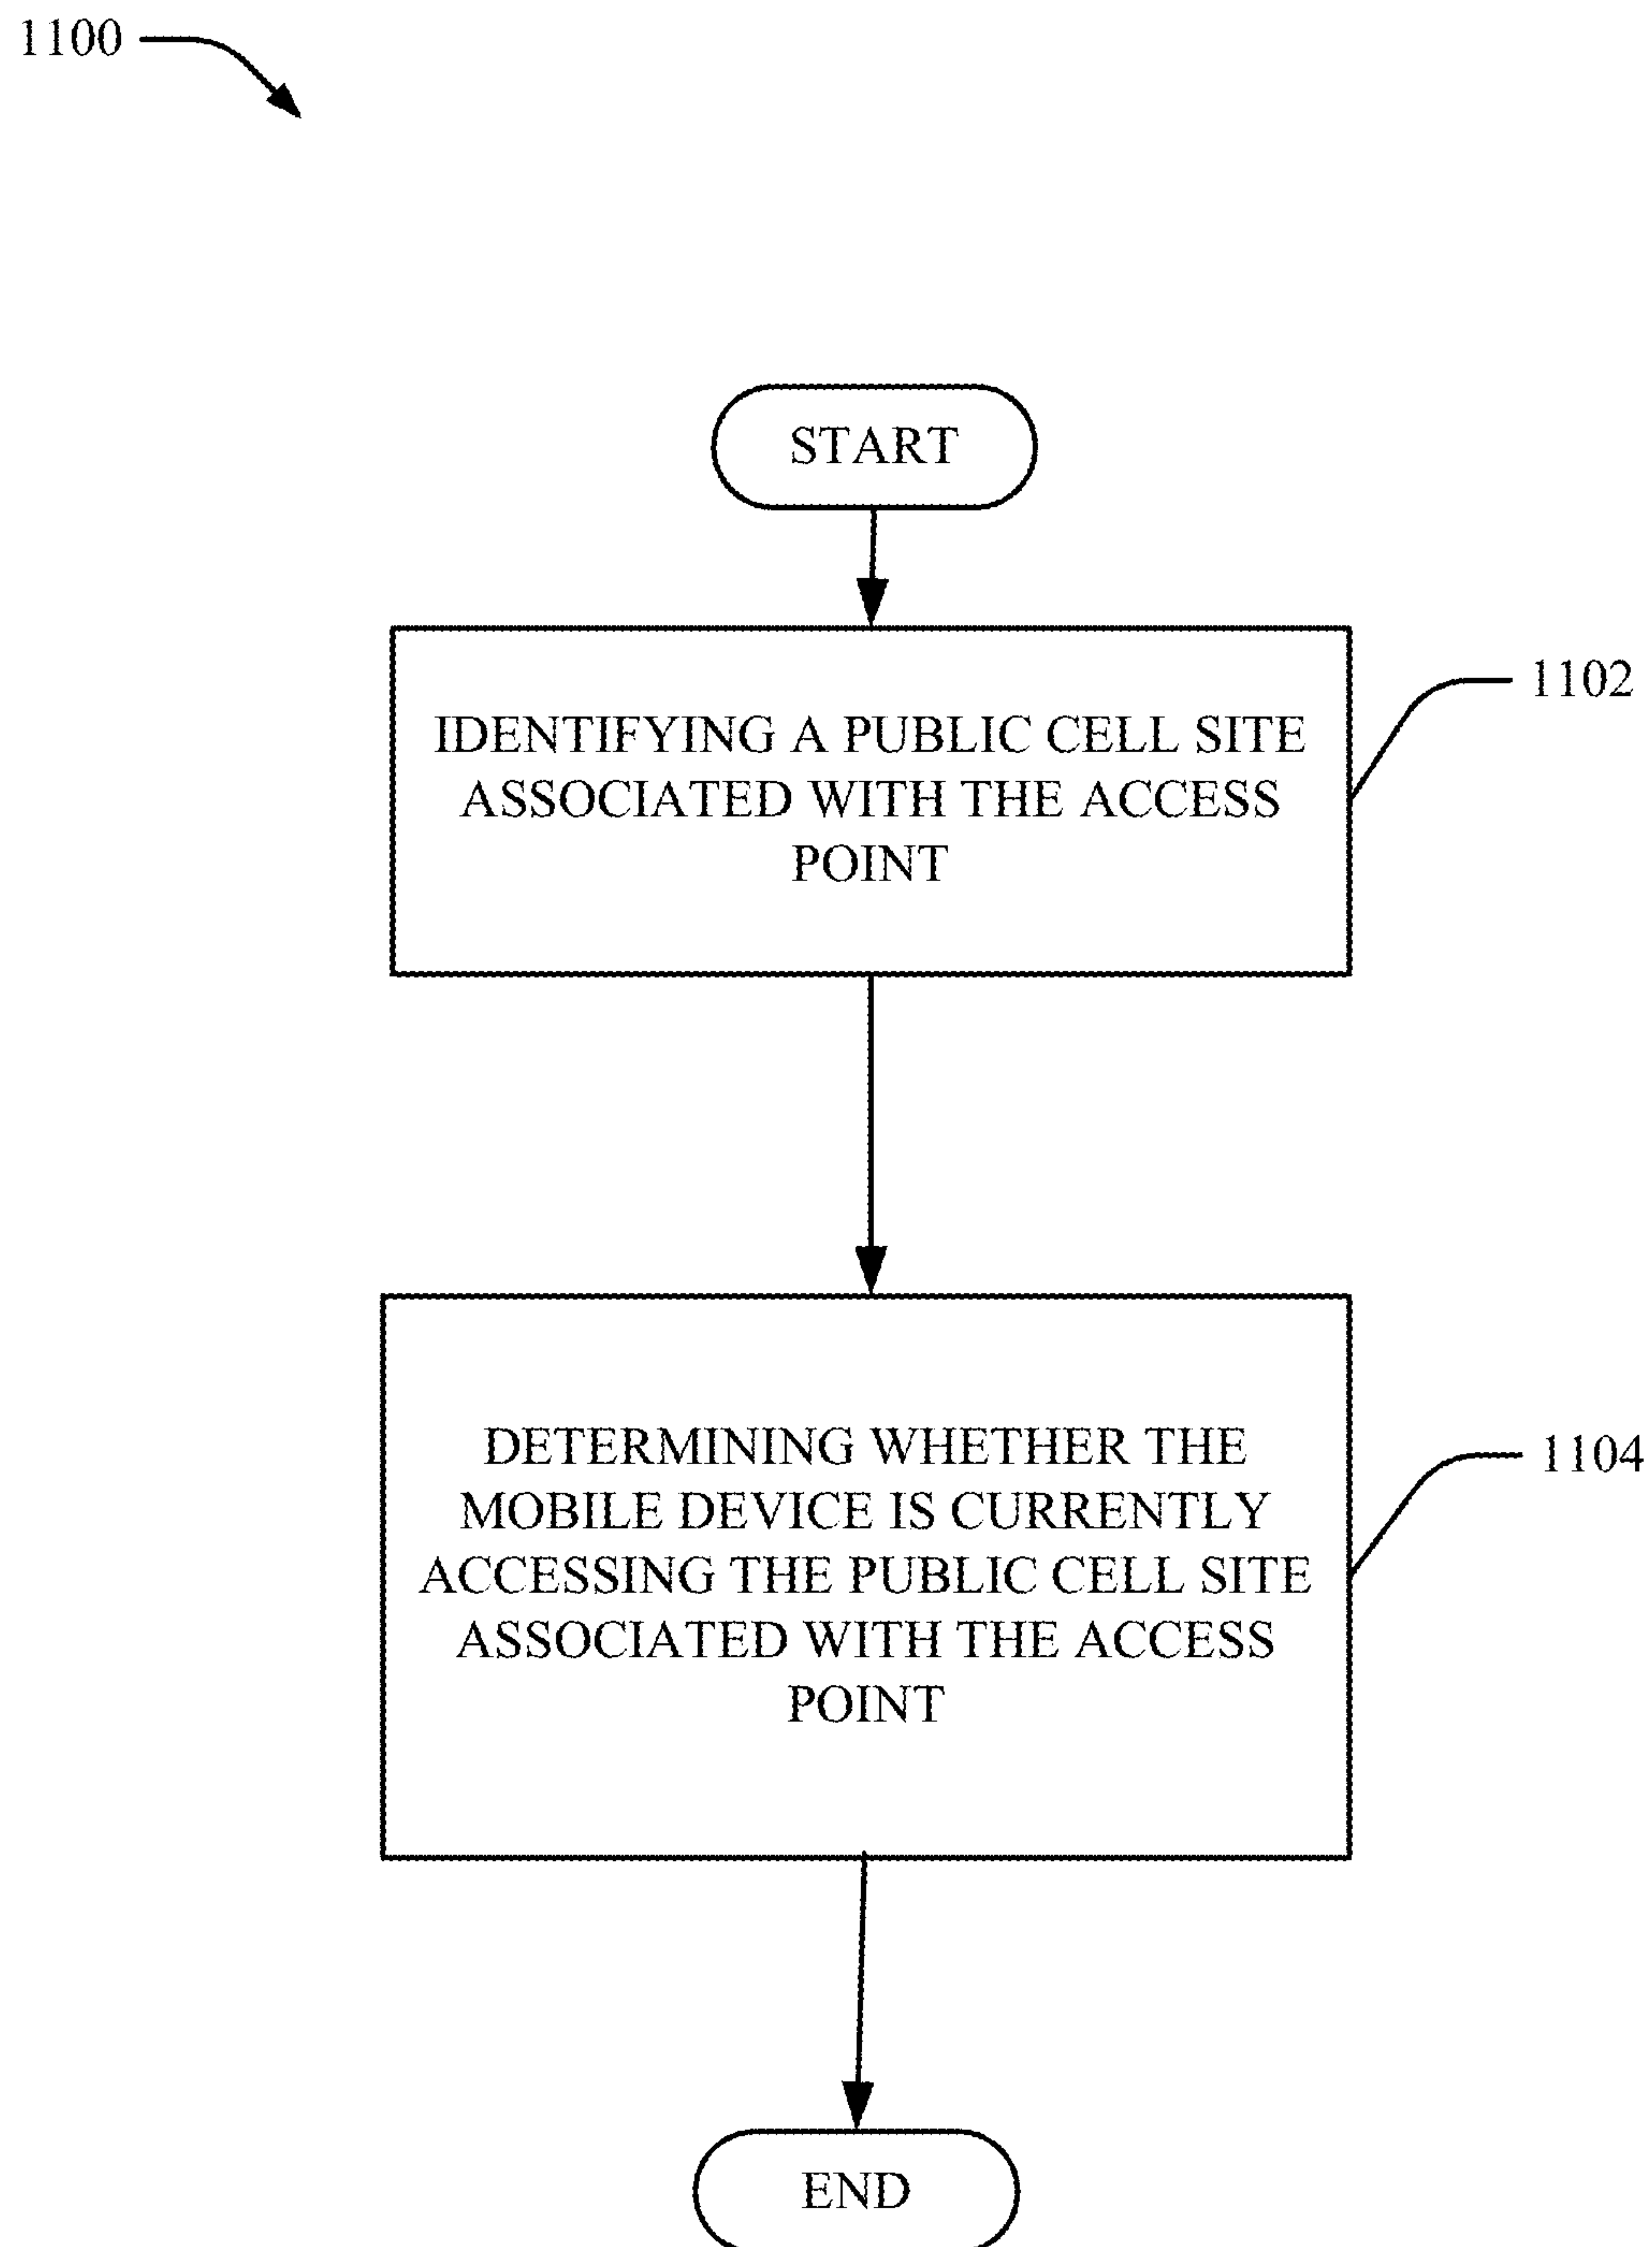 1100
START
IDENTIFYING A PUBLIC CELL SITE
ASSOCIATED WITH THE ACCESS
POINT
1102
DETERMINING WHETHER THE
MOBILE DEVICE IS CURRENTLY
ACCESSING THE PUBLIC CELL SITE
ASSOCIATED WITH THE ACCESS
POINT
1104
END